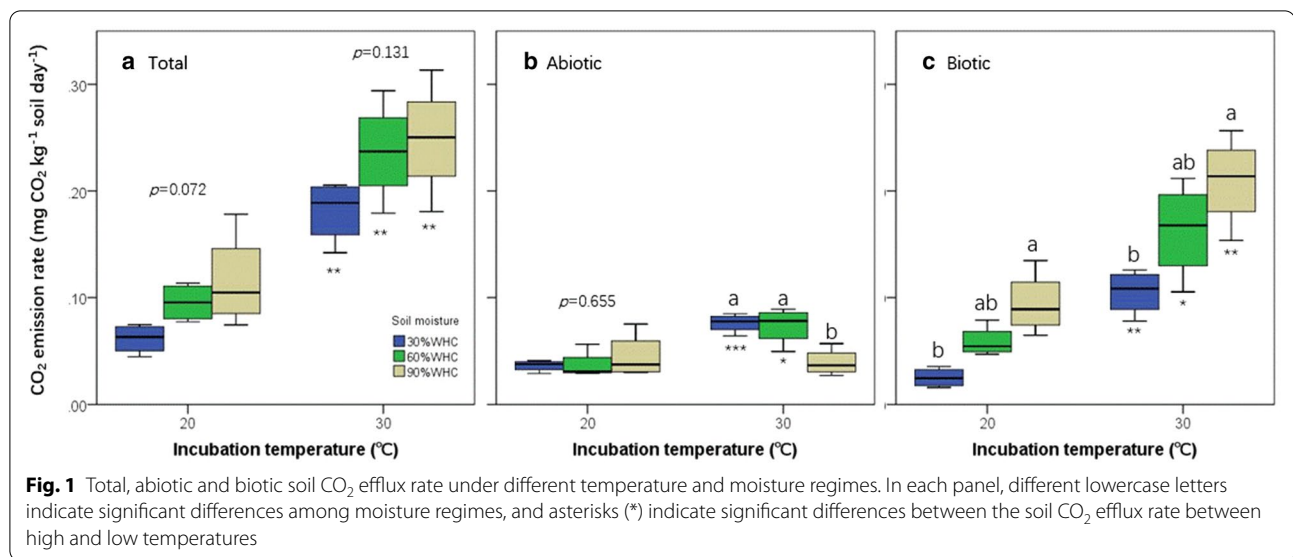 CO₂ emission rate (mg CO₂ kg⁻¹ soil day⁻¹)
.30
.20
.10
.00
a Total
p=0.072
p=0.131
**
**
**
Soil moisture
30%WHC
60%WHC
90%WHC
20
30
Incubation temperature (℃)
b Abiotic
p=0.655
a
a
b
***
*
20
30
Incubation temperature (℃)
c Biotic
b
ab
a
b
ab
a
**
*
**
20
30
Incubation temperature (℃)
Fig. 1 Total, abiotic and biotic soil CO₂ efflux rate under different temperature and moisture regimes. In each panel, different lowercase letters
indicate significant differences among moisture regimes, and asterisks (*) indicate significant differences between the soil CO₂ efflux rate between
high and low temperatures